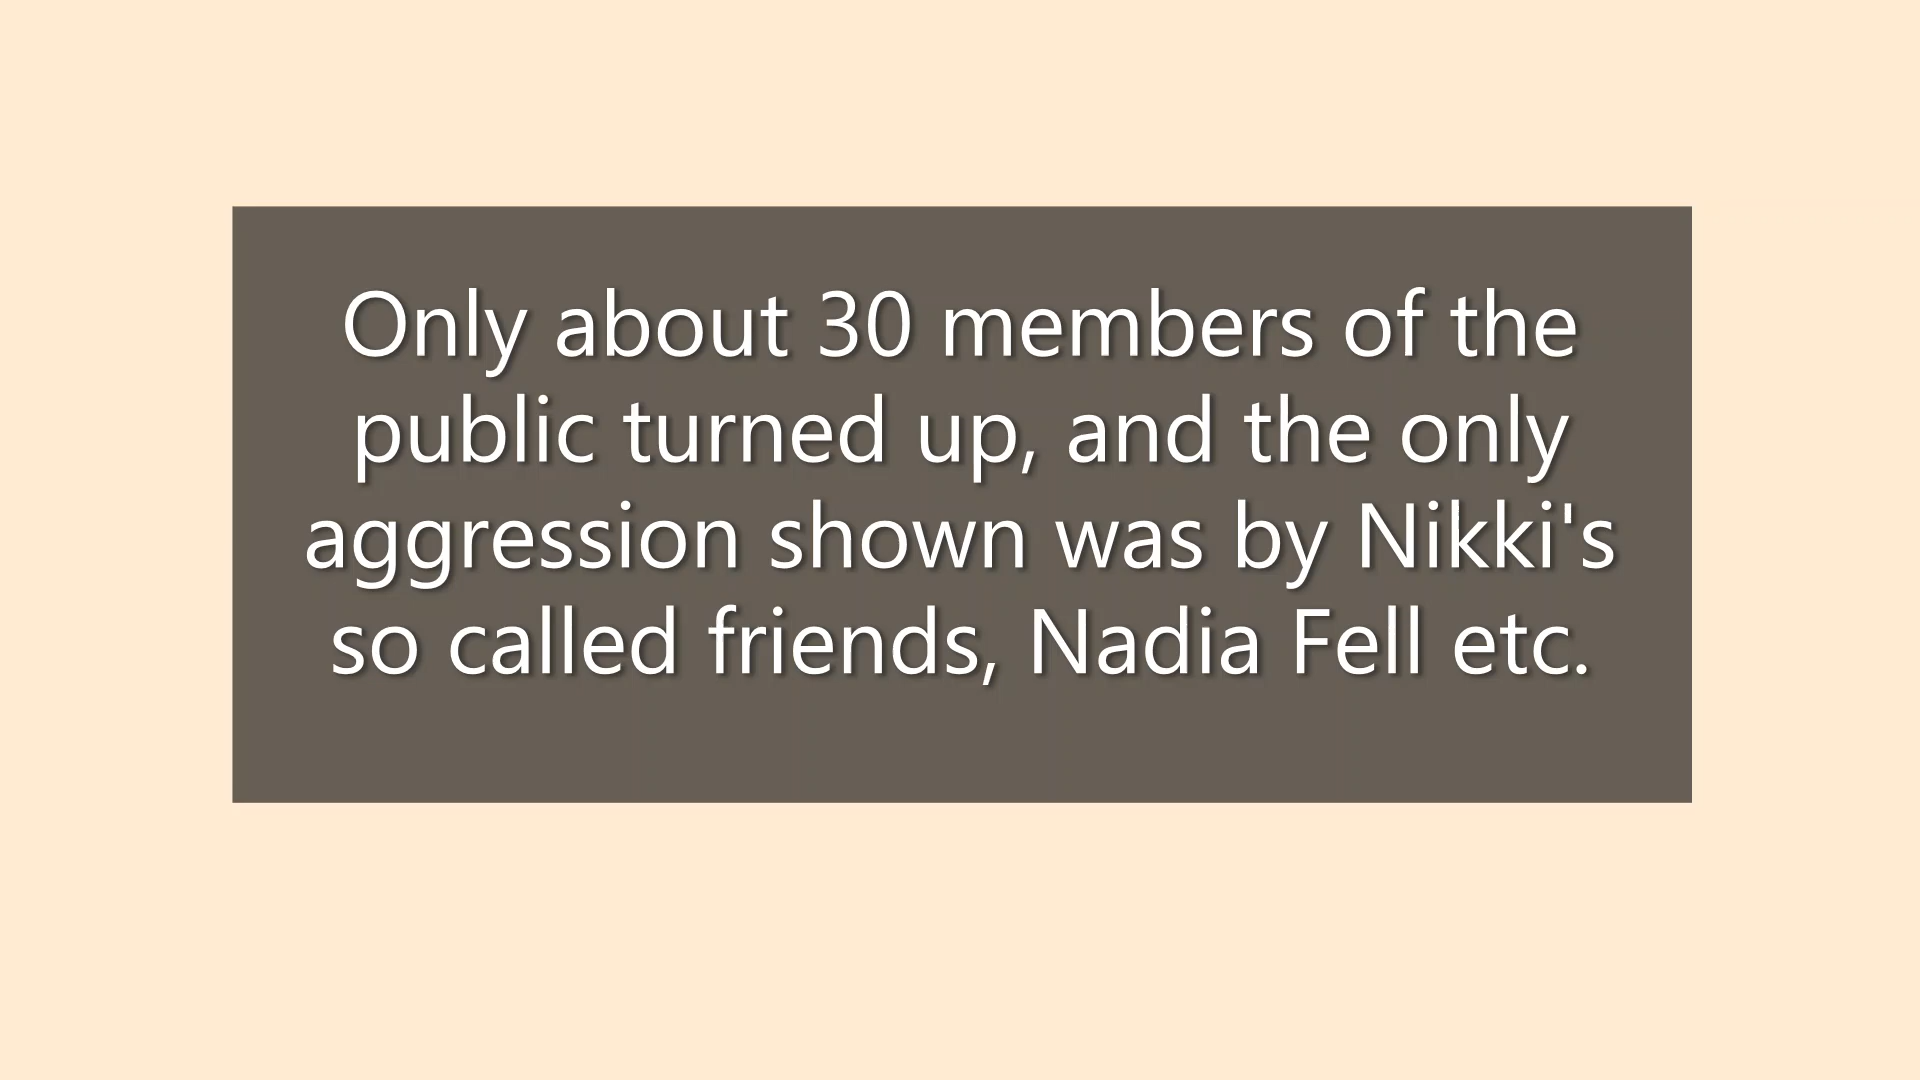 Only about 30 members of the
public turned up, and the only
aggression shown was by Nikki's
so called friends, Nadia Fell etc.